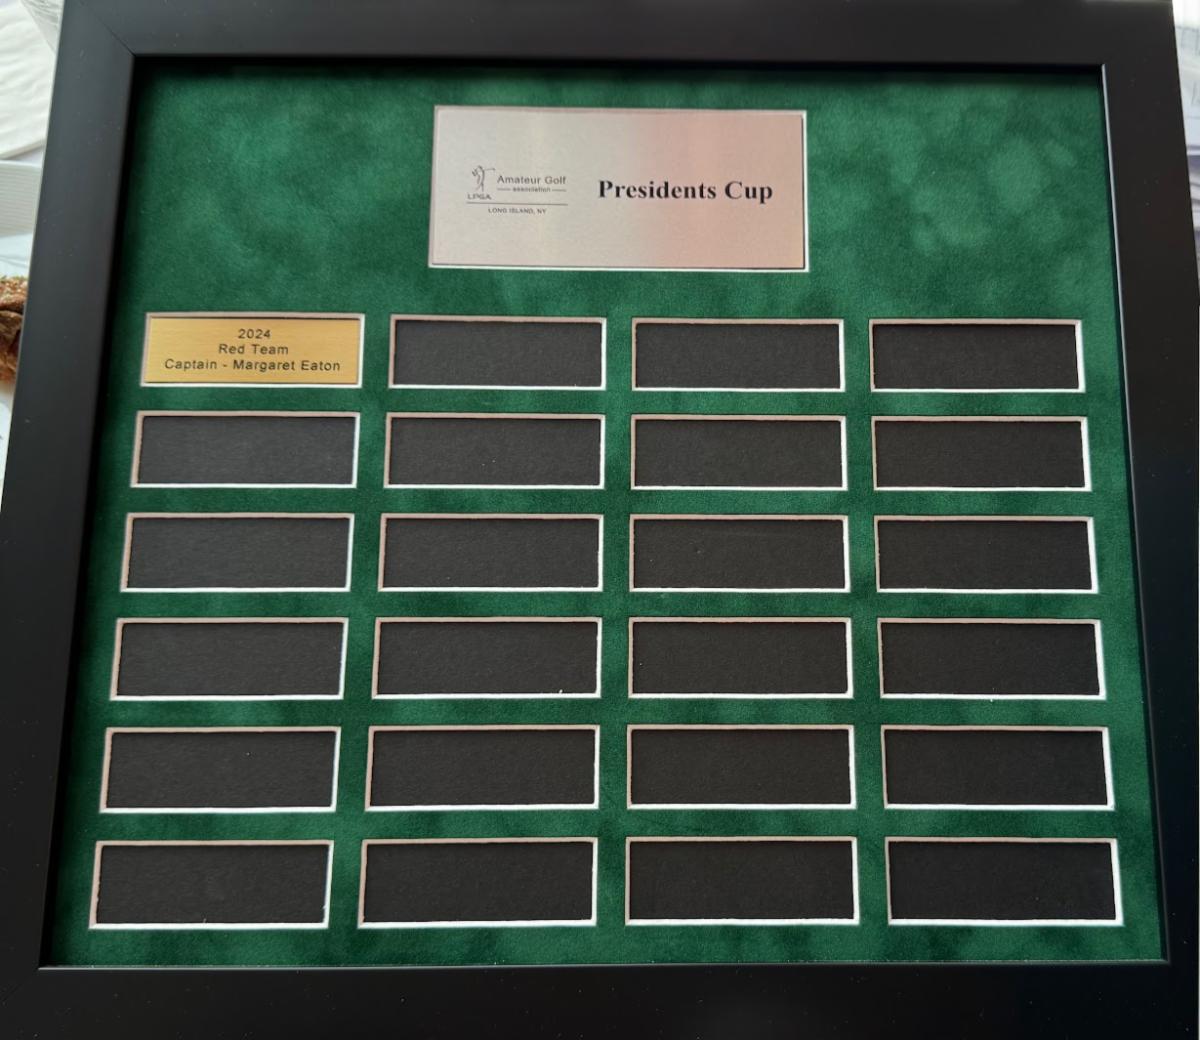 Amateur Golf
association
LPGA
LONG ISLAND, NY
Presidents Cup
2024
Red Team
Captain - Margaret Eaton